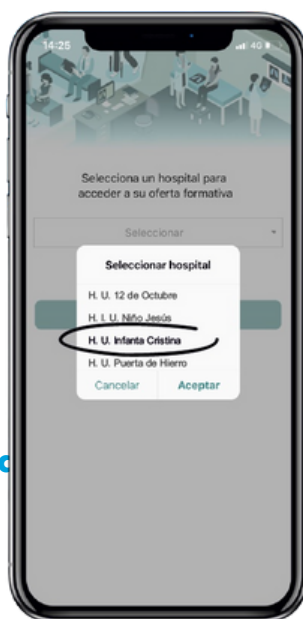 14:25
4G
Selecciona un hospital para
acceder a su oferta formativa
Seleccionar
Seleccionar hospital
H. U. 12 de Octubre
H. I. U. Niño Jesús
H. U. Infanta Cristina
H. U. Puerta de Hierro
Cancelar Aceptar